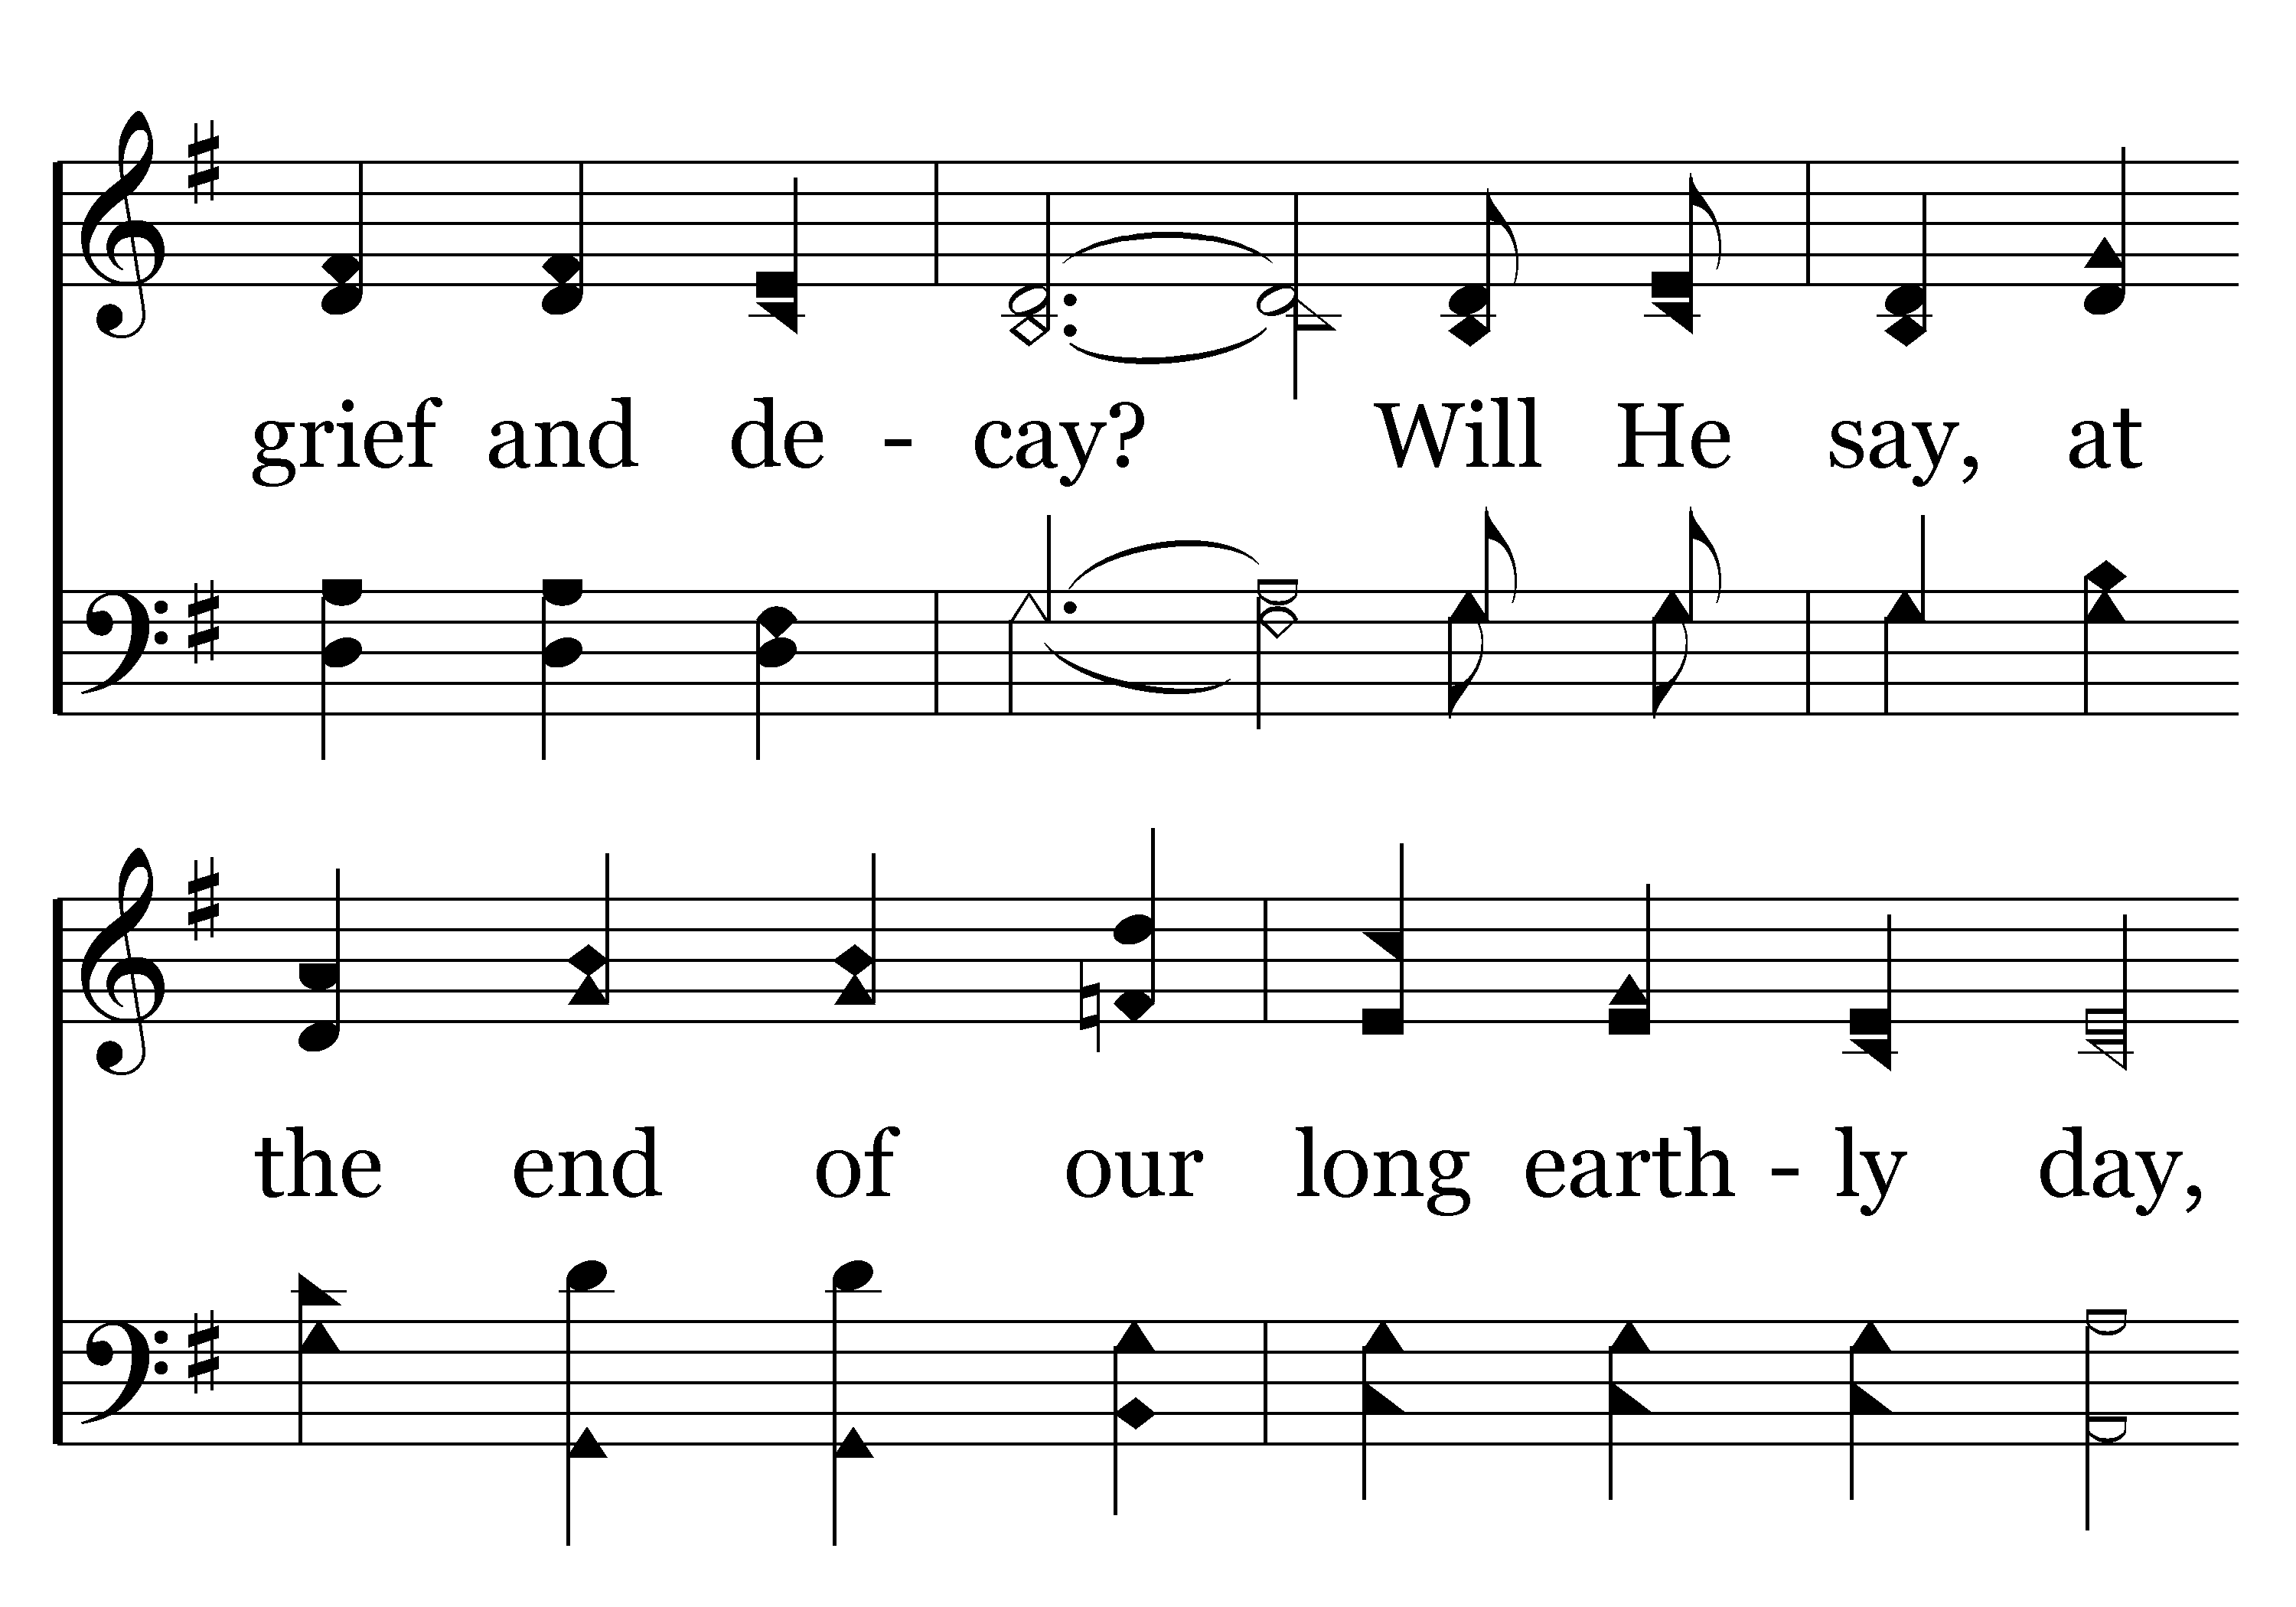 grief and de - cay? Will He say, at
the end of our long earth - ly day,